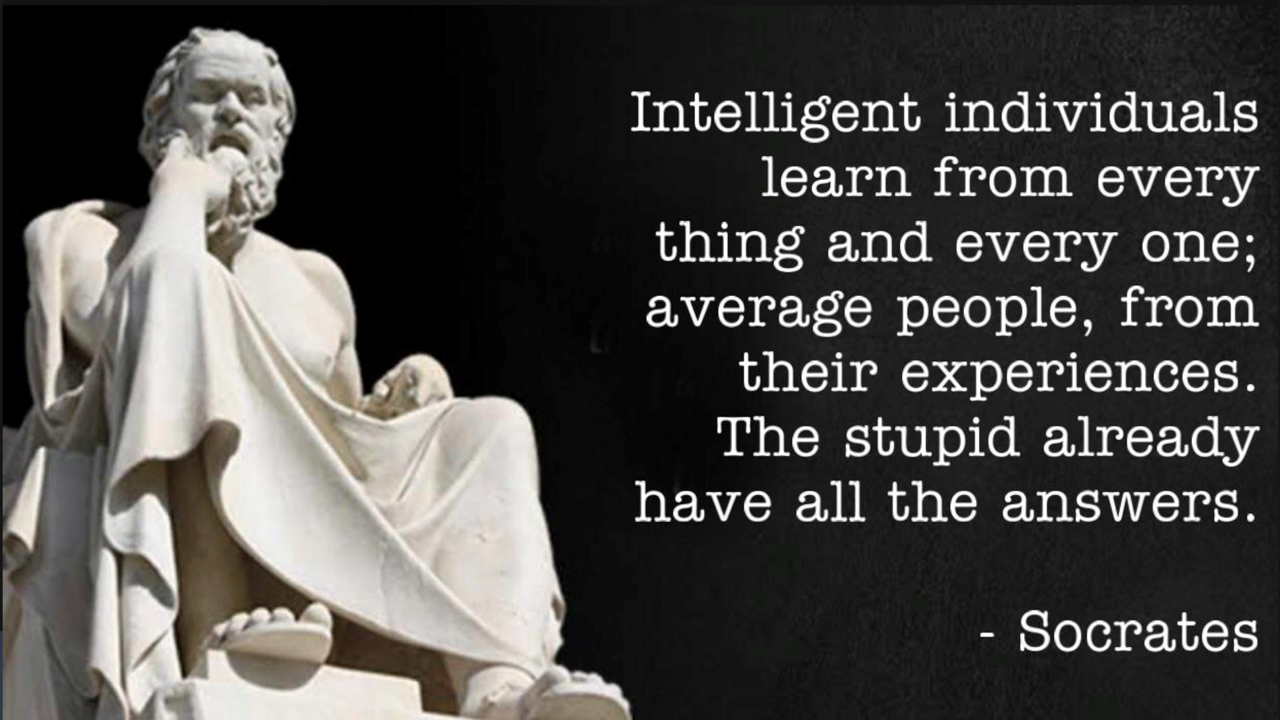 Intelligent individuals
learn from every
thing and every one;
average people, from
their experiences.
The stupid already
have all the answers.
- Socrates